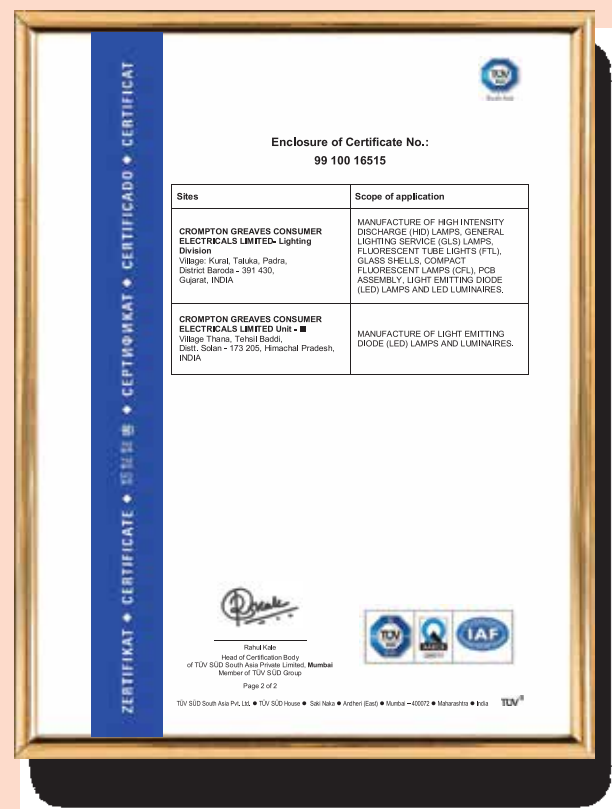 TÜV
Enclosure of Certificate No.:
99 100 16515
Sites
Scope of application
CROMPTON GREAVES CONSUMER
ELECTRICALS LIMITED- Lighting
Division
Village: Kural, Taluka, Padra,
District Baroda - 391 430,
Gujarat, INDIA
MANUFACTURE OF HIGH INTENSITY
DISCHARGE (HID) LAMPS, GENERAL
LIGHTING SERVICE (GLS) LAMPS,
FLUORESCENT TUBE LIGHTS (FTL),
GLASS SHELLS, COMPACT
FLUORESCENT LAMPS (CFL), PCB
ASSEMBLY, LIGHT EMITTING DIODE
(LED) LAMPS AND LED LUMINAIRES.
CROMPTON GREAVES CONSUMER
ELECTRICALS LIMITED Unit -
Village Thana, Tehsil Baddi,
Distt. Solan - 173 205, Himachal Pradesh,
INDIA
MANUFACTURE OF LIGHT EMITTING
DIODE (LED) LAMPS AND LUMINAIRES.
Rahul Kale
Head of Certification Body
of TÜV SÜD South Asia Private Limited, Mumbai
Member of TÜV SÜD Group
Page 2 of 2
TÜV
IAF
TÜV SÜD South Asia Pvt. Ltd. ● TÜV SÜD House ● Saki Naka ● Andheri (East) ● Mumbai – 400072 ● Maharashtra ● India
TÜV®
ZERTIFIKAT ◆ CERTIFICATE ◆ ◆ СЕРТИФИКАТ ◆ CERTIFICADO ◆ CERTIFICAT